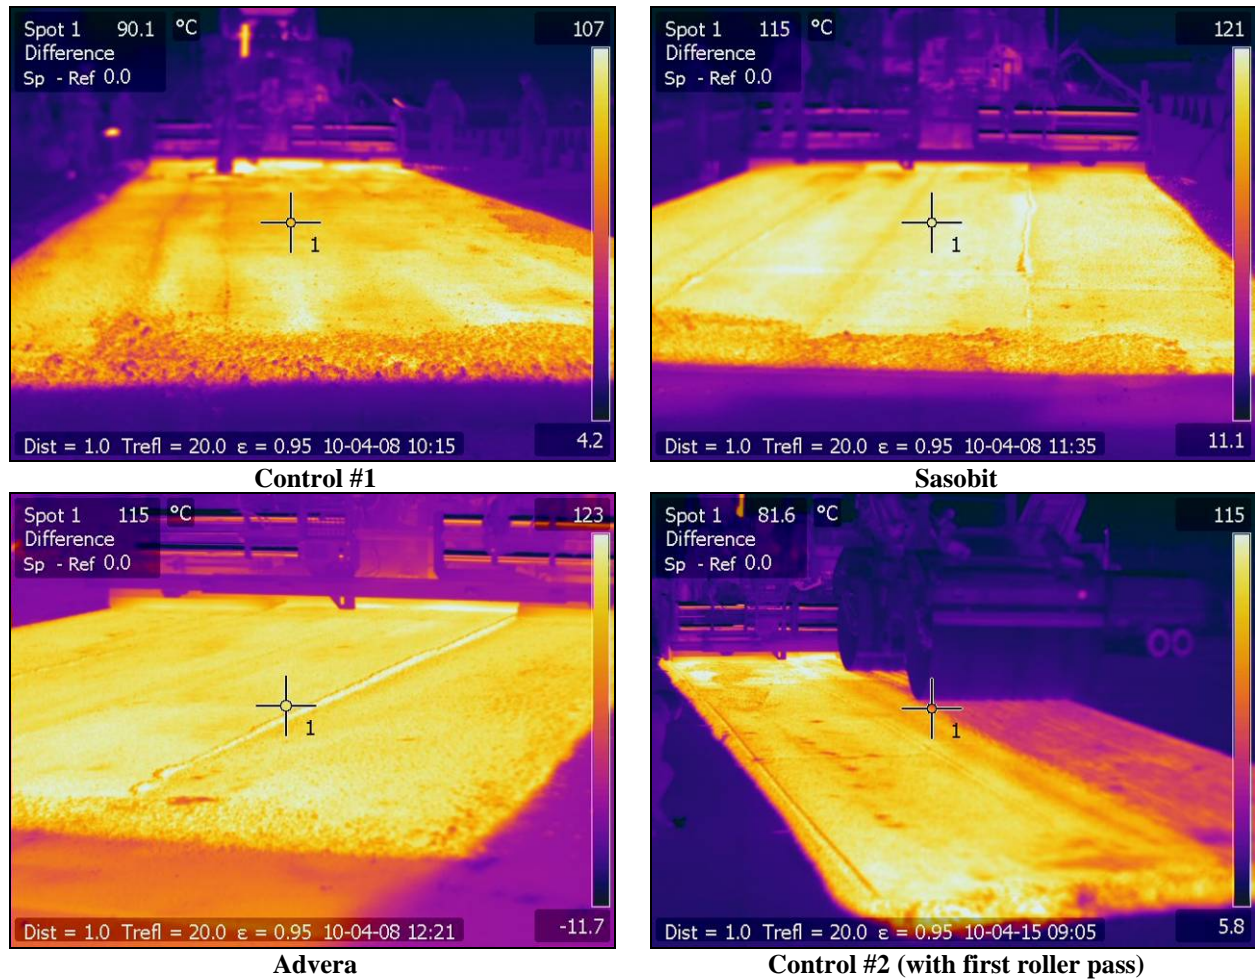 Spot 1 90.1 °C 107
Difference
Sp - Ref 0.0
Dist = 1.0 Trefl = 20.0 ε = 0.95 10-04-08 10:15 4.2
1
Control #1
Spot 1 115 °C 121
Difference
Sp - Ref 0.0
1
Dist = 1.0 Trefl = 20.0 ε = 0.95 10-04-08 11:35 11.1
Sasobit
Spot 1 115 °C 123
Difference
Sp - Ref 0.0
1
Dist = 1.0 Trefl = 20.0 ε = 0.95 10-04-08 12:21 -11.7
Advera
Spot 1 81.6 °C 115
Difference
Sp - Ref 0.0
1
Dist = 1.0 Trefl = 20.0 ε = 0.95 10-04-15 09:05 5.8
Control #2 (with first roller pass)